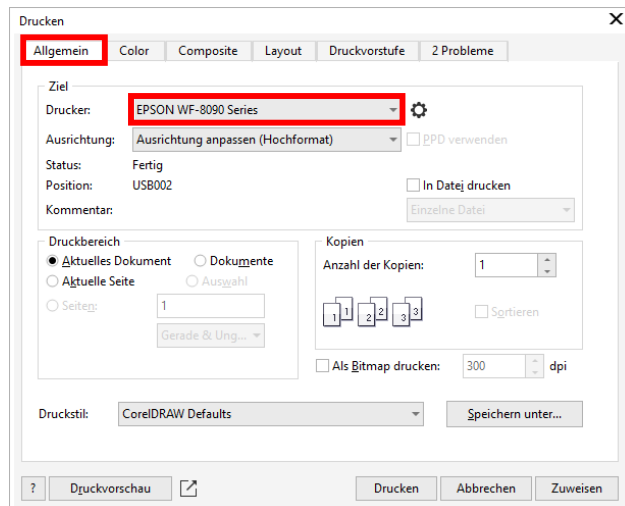 Drucken
Allgemein Color Composite Layout Druckvorstufe 2 Probleme
Ziel
Drucker: EPSON WF-8090 Series
Ausrichtung: Ausrichtung anpassen (Hochformat) PPD verwenden
Status: Fertig
Position: USB002 In Datei drucken
Kommentar: Einzelne Datei
Druckbereich Kopien
Aktuelles Dokument Dokumente Anzahl der Kopien: 1
Aktuelle Seite Auswahl
Seiten: 1 1 1 2 2 3 3 Sortieren
Gerade & Ung...
Als Bitmap drucken: 300 dpi
Druckstil: CorelDRAW Defaults Speichern unter...
? Druckvorschau Drucken Abbrechen Zuweisen